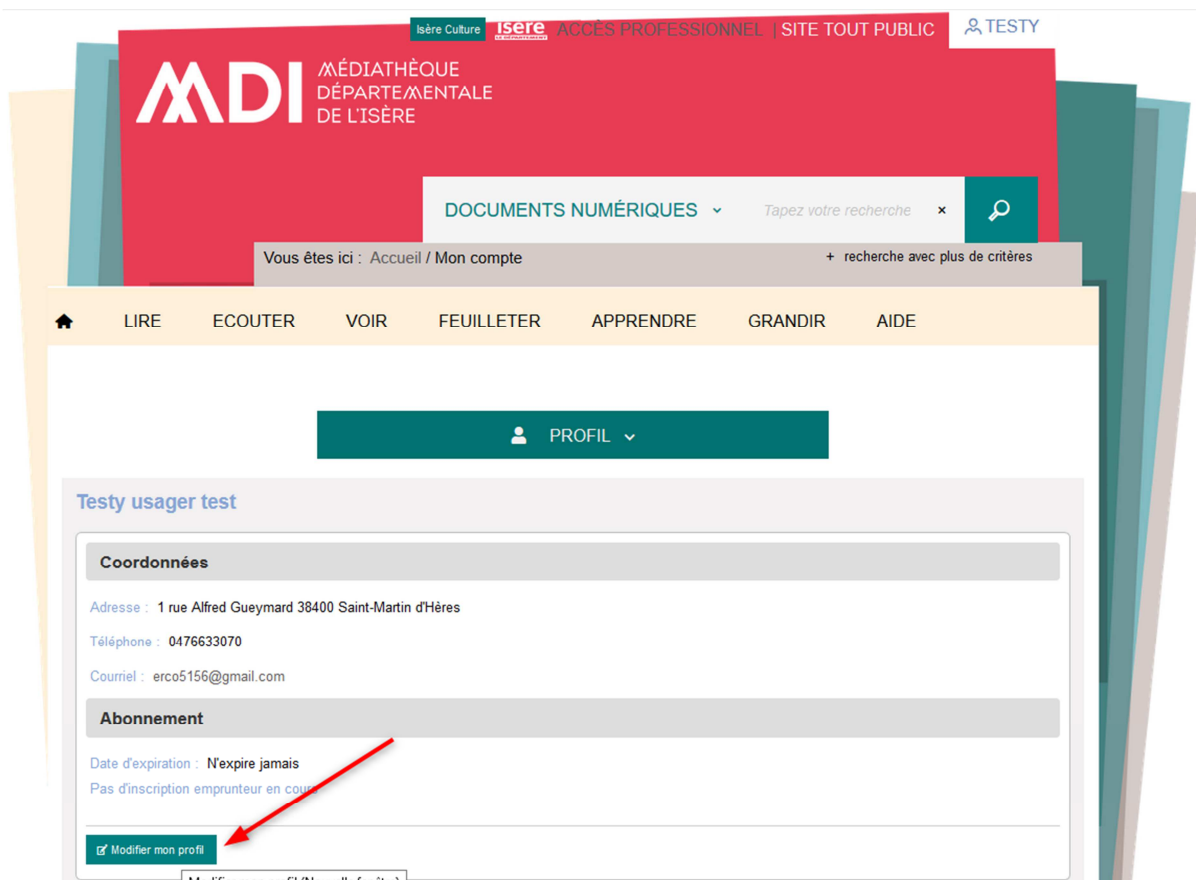 Isère Culture isère ACCÈS PROFESSIONNEL | SITE TOUT PUBLIC TESTY
LE DÉPARTEMENT
MDI
MÉDIATHÈQUE
DÉPARTEMENTALE
DE L'ISÈRE
DOCUMENTS NUMÉRIQUES Tapez votre recherche ×
Vous êtes ici : Accueil / Mon compte + recherche avec plus de critères
LIRE ECOUTER VOIR FEUILLETER APPRENDRE GRANDIR AIDE
PROFIL
Testy usager test
Coordonnées
Adresse : 1 rue Alfred Gueymard 38400 Saint-Martin d'Hères
Téléphone : 0476633070
Courriel : erco5156@gmail.com
Abonnement
Date d'expiration : N'expire jamais
Pas d'inscription emprunteur en cours
Modifier mon profil